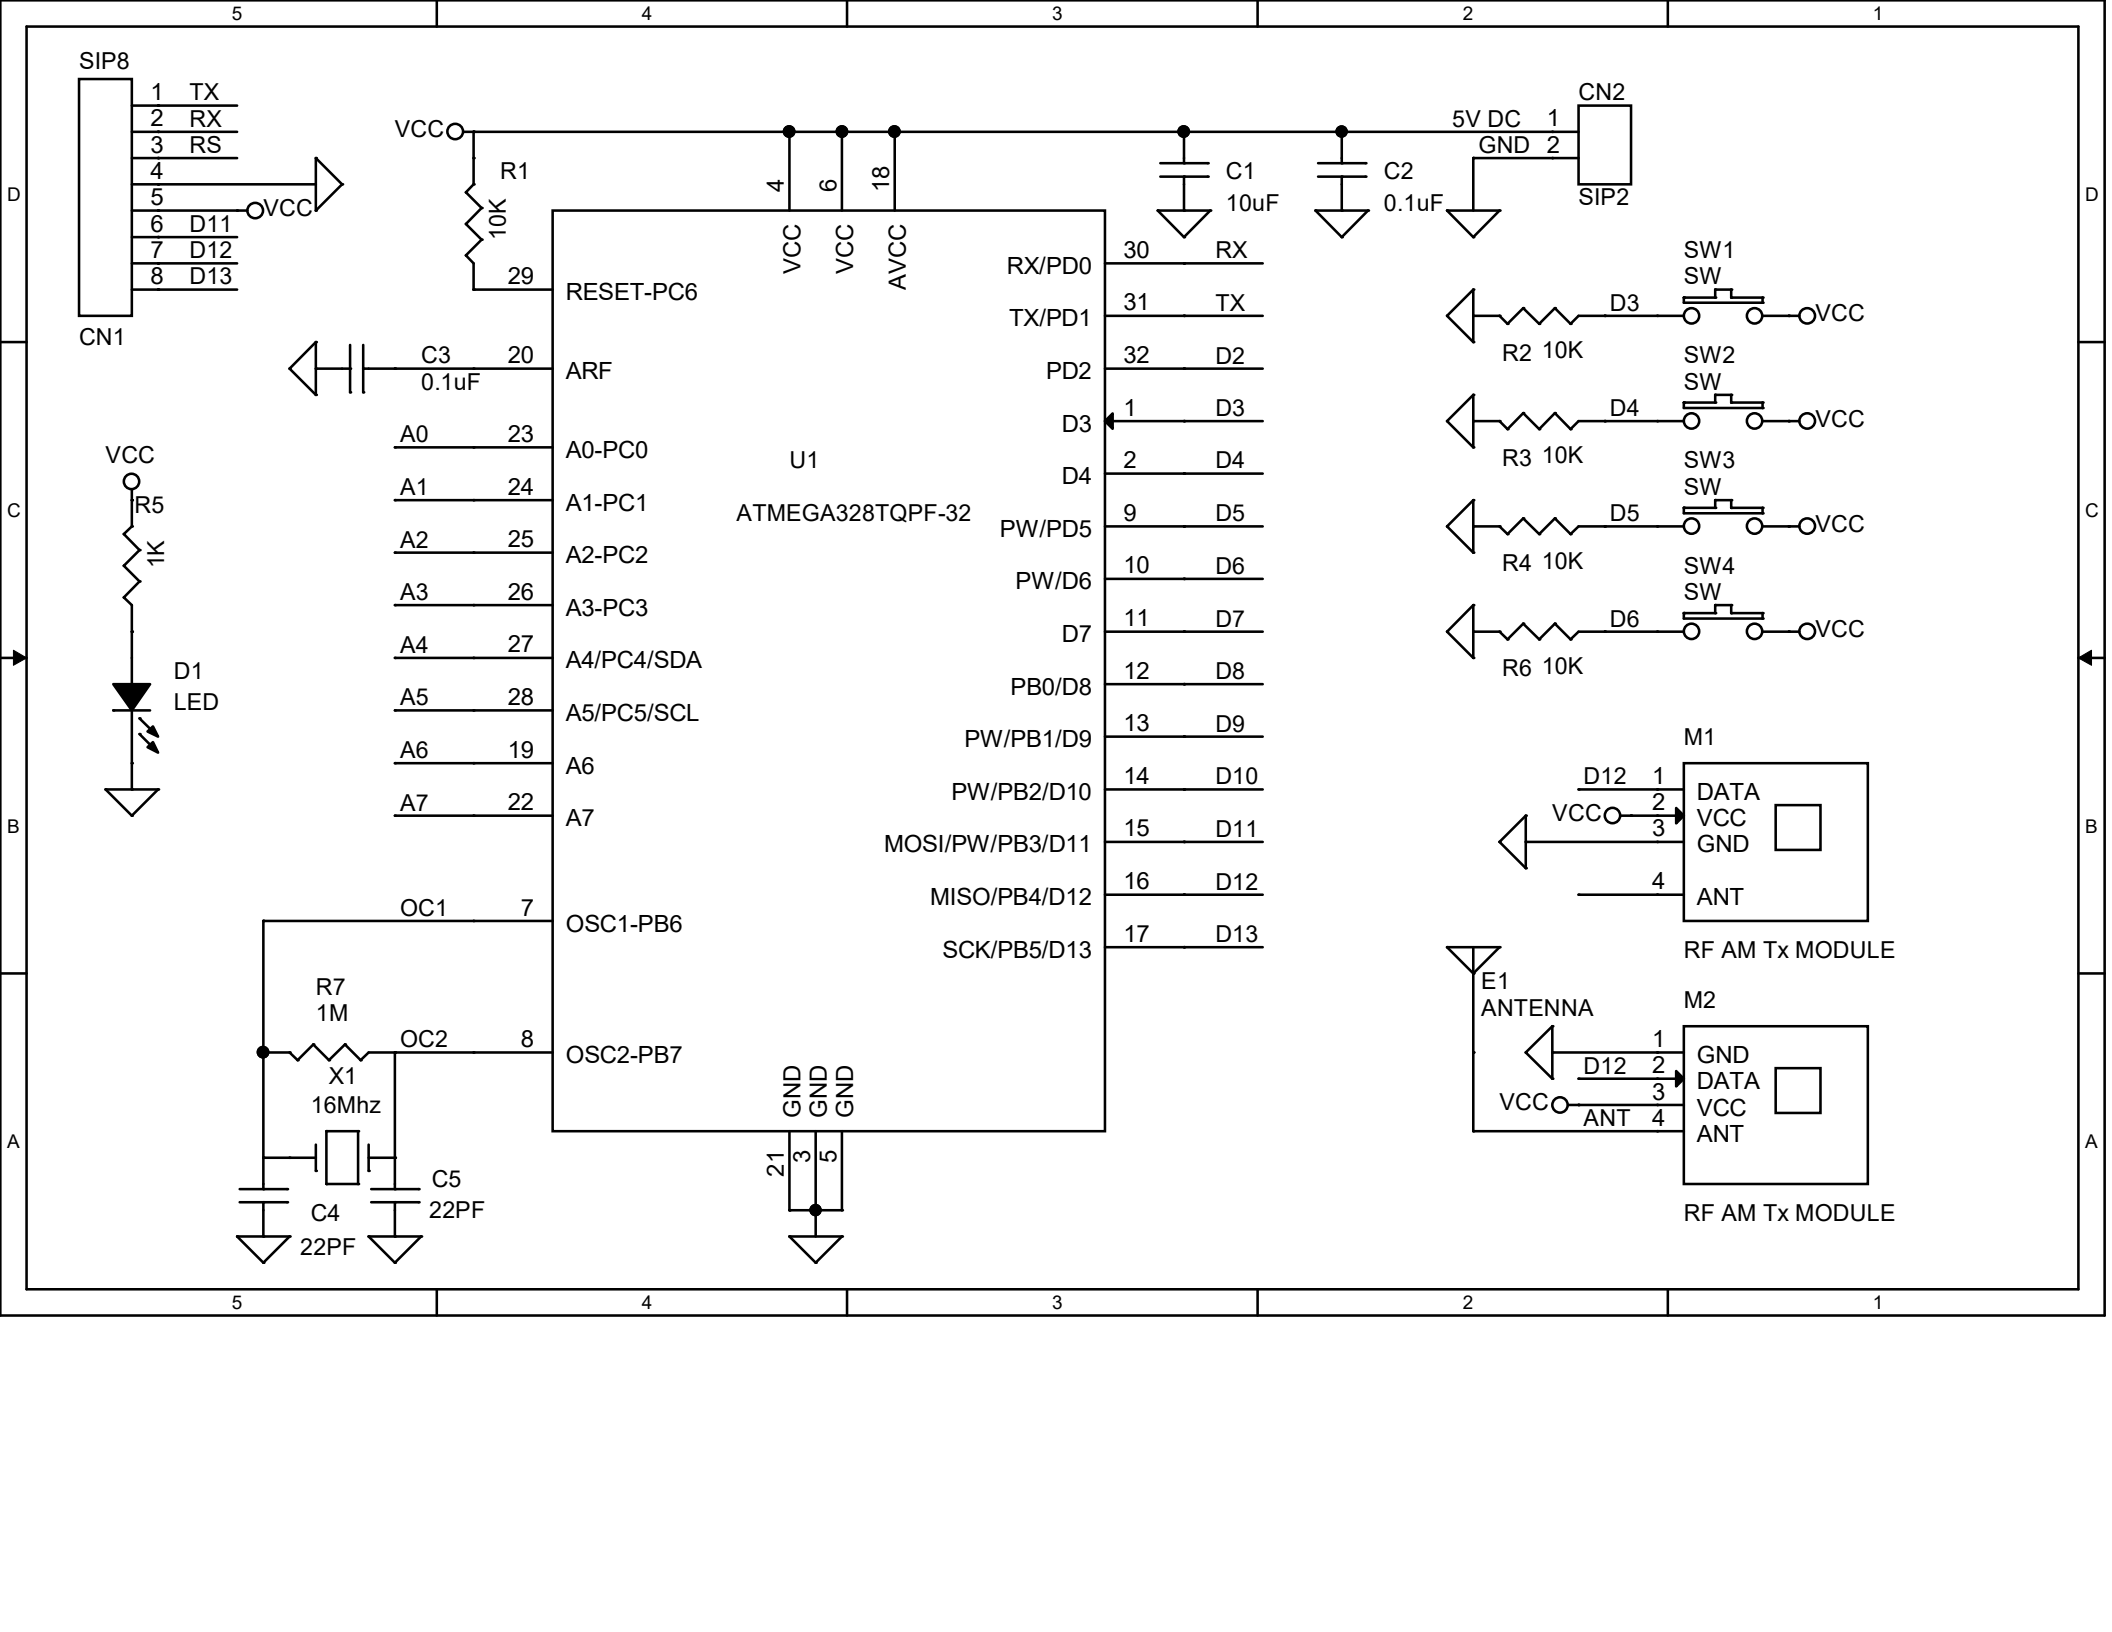 5 4 3 2 1
D
C
B
A
D
C
B
A
5 4 3 2 1
SIP8
1 TX
2 RX
3 RS
4
5 VCC
6 D11
7 D12
8 D13
CN1
VCC
R1
10K
29 RESET-PC6
C3
0.1uF
20 ARF
A0 23 A0-PC0
A1 24 A1-PC1
A2 25 A2-PC2
A3 26 A3-PC3
A4 27 A4/PC4/SDA
A5 28 A5/PC5/SCL
A6 19 A6
A7 22 A7
OC1 7 OSC1-PB6
OC2 8 OSC2-PB7
R7
1M
X1
16Mhz
C4
22PF
C5
22PF
VCC
R5
1K
D1
LED
4 VCC
6 VCC
18 AVCC
U1
ATMEGA328TQPF-32
GND 21
GND 3
GND 5
RX/PD0 30 RX
TX/PD1 31 TX
PD2 32 D2
D3 1 D3
D4 2 D4
PW/PD5 9 D5
PW/D6 10 D6
D7 11 D7
PB0/D8 12 D8
PW/PB1/D9 13 D9
PW/PB2/D10 14 D10
MOSI/PW/PB3/D11 15 D11
MISO/PB4/D12 16 D12
SCK/PB5/D13 17 D13
C1
10uF
C2
0.1uF
CN2
5V DC 1
GND 2
SIP2
SW1
SW
D3 VCC
R2 10K
SW2
SW
D4 VCC
R3 10K
SW3
SW
D5 VCC
R4 10K
SW4
SW
D6 VCC
R6 10K
M1
D12 1 DATA
VCC 2 VCC
3 GND
4 ANT
RF AM Tx MODULE
E1
ANTENNA
M2
1 GND
D12 2 DATA
VCC 3 VCC
ANT 4 ANT
RF AM Tx MODULE